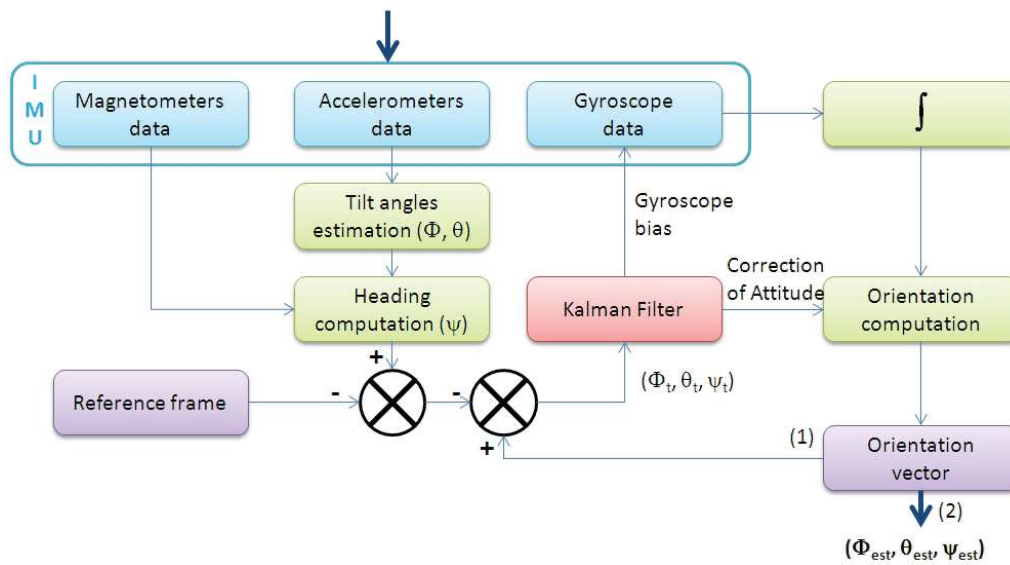 I
M
U
Magnetometers
data
Accelerometers
data
Gyroscope
data
∫
Tilt angles
estimation (Φ, θ)
Gyroscope
bias
Heading
computation (ψ)
Kalman Filter
Correction
of Attitude
Orientation
computation
+
Reference frame
-
-
+
(Φt, θt, ψt)
(1)
Orientation
vector
(2)
(Φest, θest, ψest)